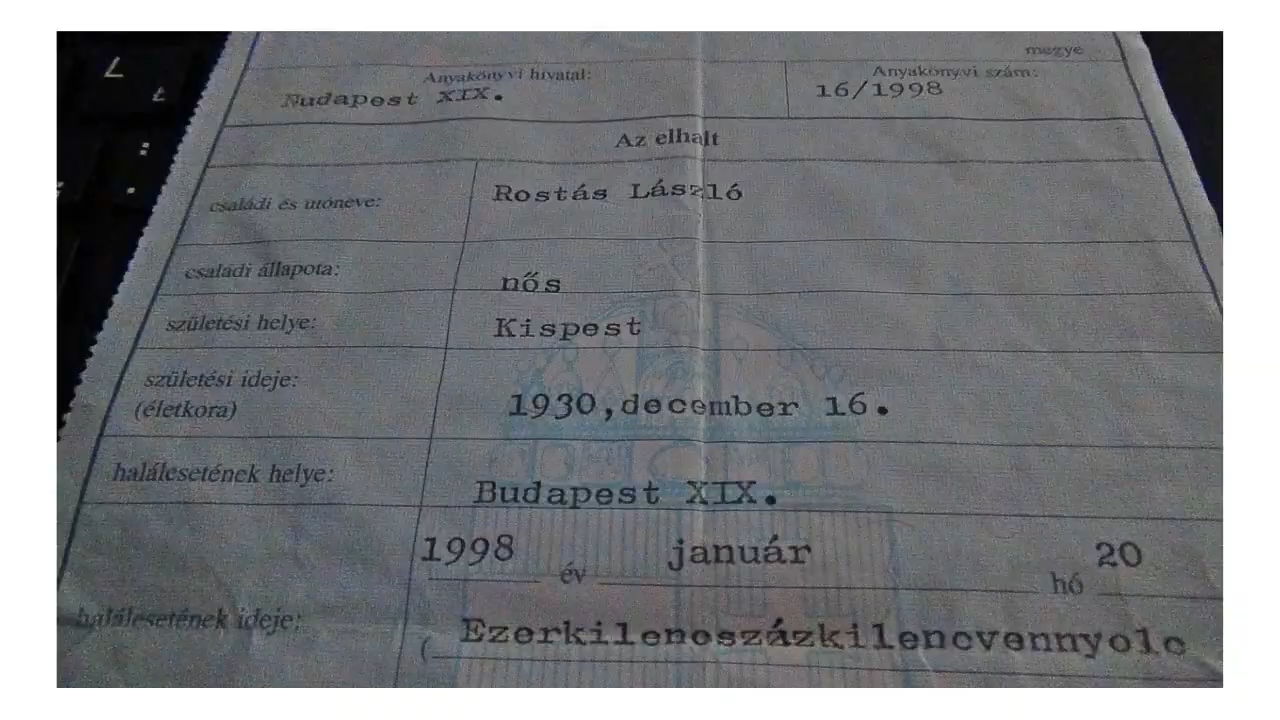 megye
Anyakönyvi hivatal:
Anyakönyvi szám:
Budapest XIX.
16/1998
Az elhalt
családi és utóneve:
Rostás László
családi állapota:
nős
születési helye:
Kispest
születési ideje:
(életkora)
1930,december 16.
halálesetének helye:
Budapest XIX.
1998 év január hó 20
halálesetének ideje:
(Ezerkilencszázkilencvennyolc